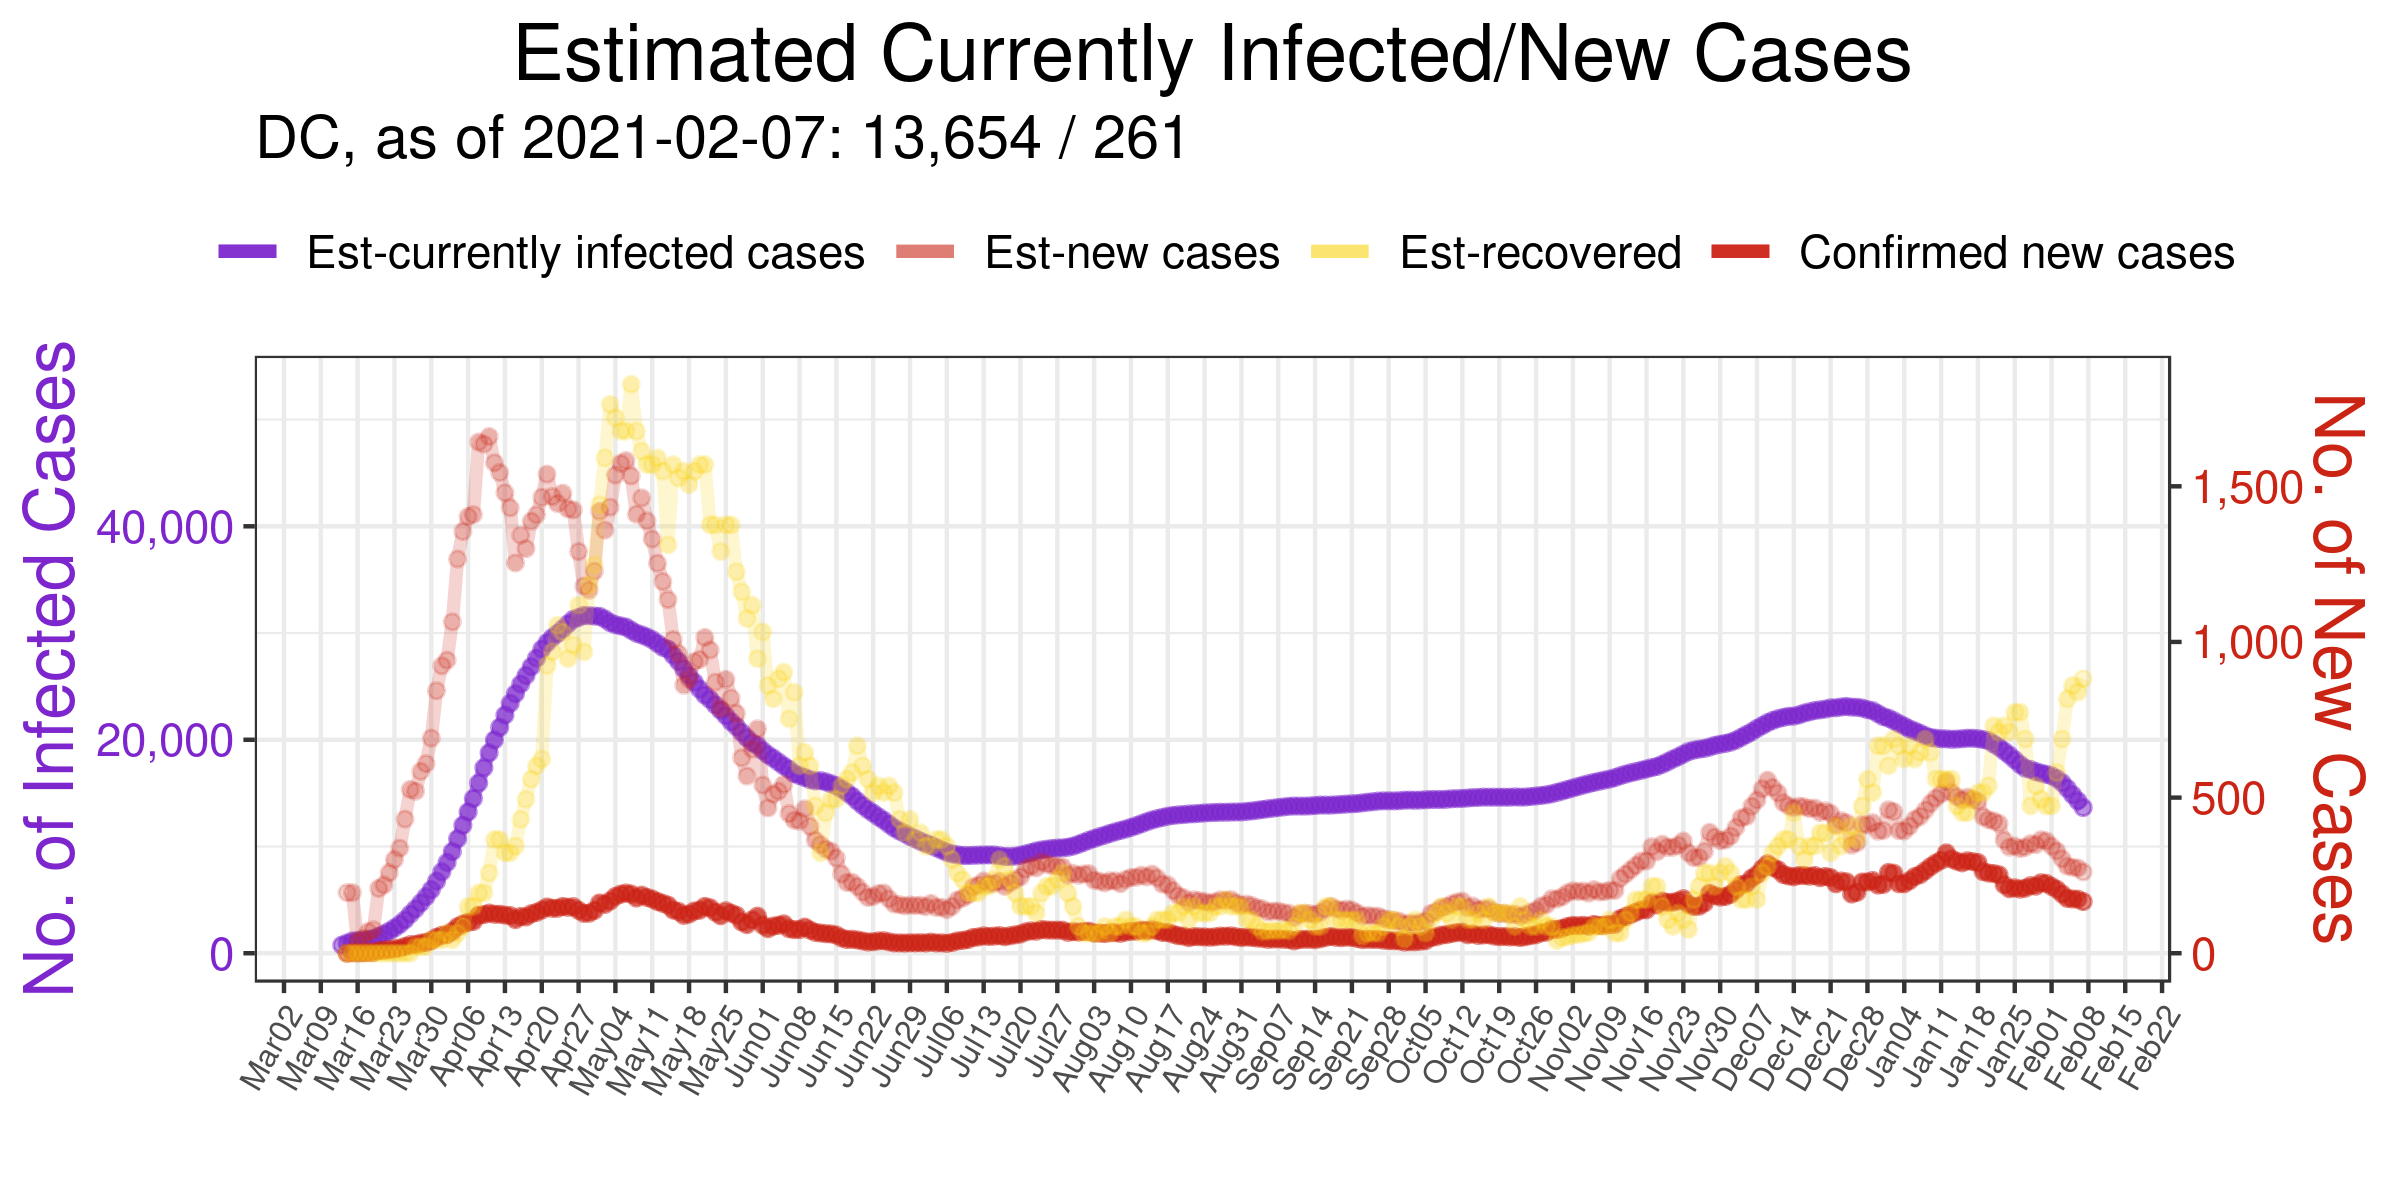 Estimated Currently Infected/New Cases
DC, as of 2021-02-07: 13,654 / 261
Est-currently infected cases Est-new cases Est-recovered Confirmed new cases
No. of Infected Cases
40,000
20,000
0
1,500
1,000
500
0
No. of New Cases
Mar02 Mar09 Mar16 Mar23 Mar30 Apr06 Apr13 Apr20 Apr27 May04 May11 May18 May25 Jun01 Jun08 Jun15 Jun22 Jun29 Jul06 Jul13 Jul20 Jul27 Aug03 Aug10 Aug17 Aug24 Aug31 Sep07 Sep14 Sep21 Sep28 Oct05 Oct12 Oct19 Oct26 Nov02 Nov09 Nov16 Nov23 Nov30 Dec07 Dec14 Dec21 Dec28 Jan04 Jan11 Jan18 Jan25 Feb01 Feb08 Feb15 Feb22